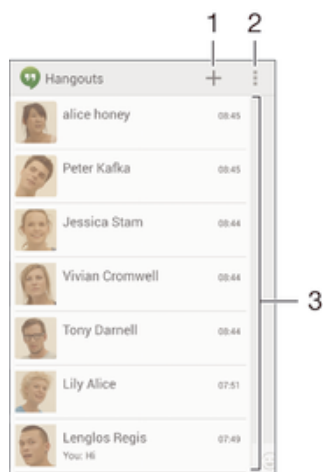 1 2
Hangouts
alice honey 08:45
Peter Kafka 08:45
Jessica Stam 08:44
Vivian Cromwell 08:44
3
Tony Darnell 08:44
Lily Alice 07:51
Lenglos Regis 07:49
You: Hi